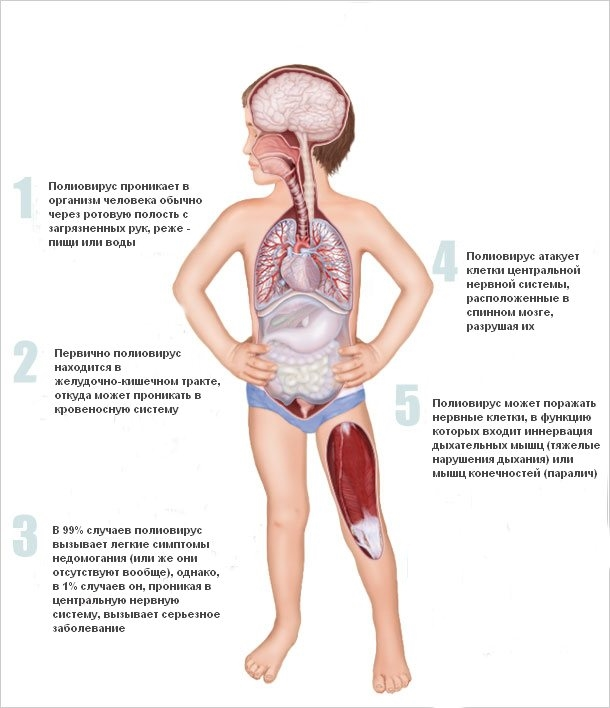 1
Полиовирус проникает в
организм человека обычно
через ротовую полость с
загрязненных рук, реже -
пищи или воды
2
Первично полиовирус
находится в
желудочно-кишечном тракте,
откуда может проникать в
кровеносную систему
3
В 99% случаев полиовирус
вызывает легкие симптомы
недомогания (или же они
отсутствуют вообще), однако,
в 1% случаев он, проникая в
центральную нервную
систему, вызывает серьезное
заболевание
4
Полиовирус атакует
клетки центральной
нервной системы,
расположенные в
спинном мозге,
разрушая их
5
Полиовирус может поражать
нервные клетки, в функцию
которых входит иннервация
дыхательных мышц (тяжелые
нарушения дыхания) или
мышц конечностей (паралич)